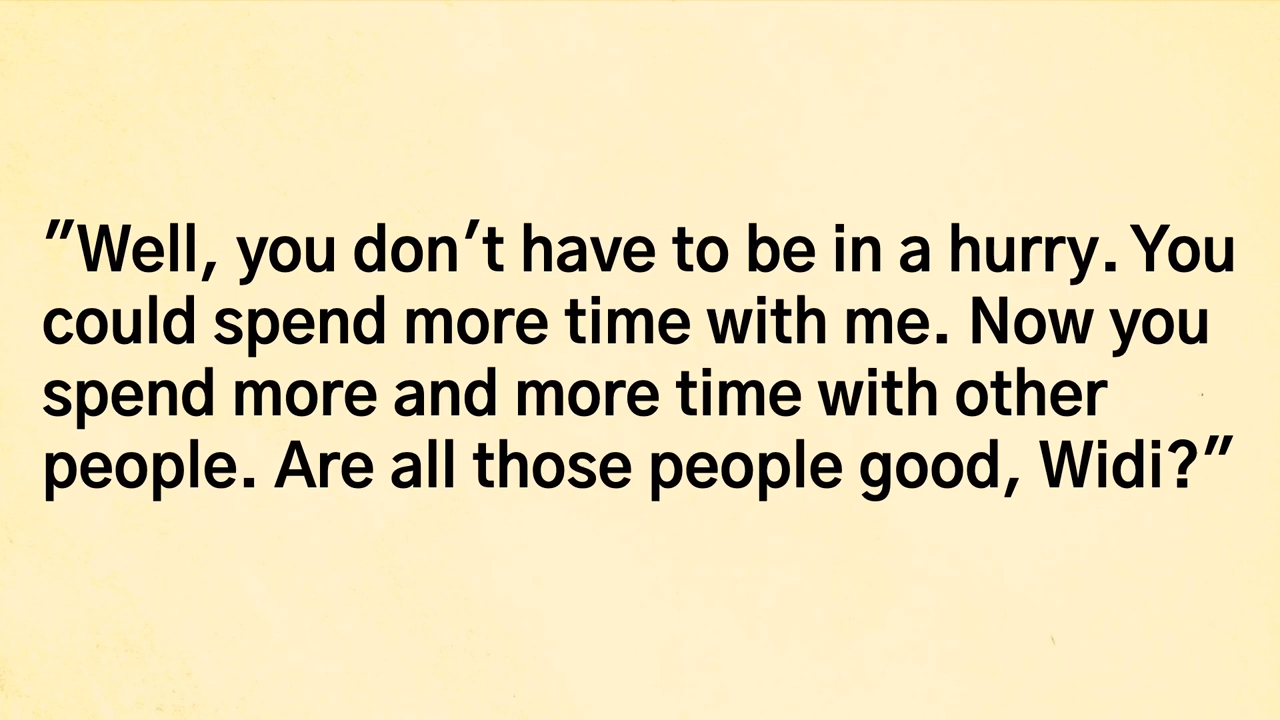 "Well, you don't have to be in a hurry. You
could spend more time with me. Now you
spend more and more time with other
people. Are all those people good, Widi?"